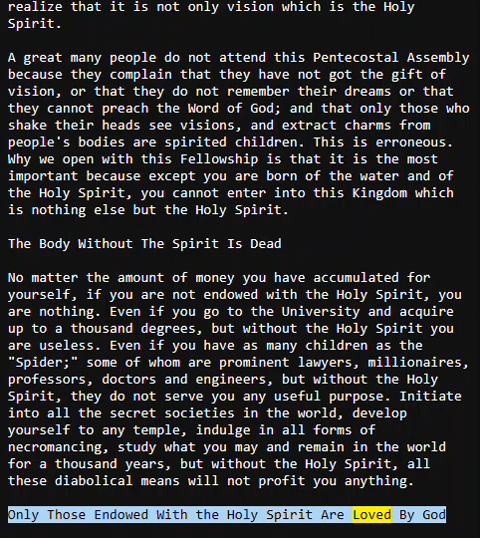 realize that it is not only vision which is the Holy
Spirit.
A great many people do not attend this Pentecostal Assembly
because they complain that they have not got the gift of
vision, or that they do not remember their dreams or that
they cannot preach the Word of God; and that only those who
shake their heads see visions, and extract charms from
people's bodies are spirited children. This is erroneous.
Why we open with this Fellowship is that it is the most
important because except you are born of the water and of
the Holy Spirit, you cannot enter into this Kingdom which
is nothing else but the Holy Spirit.
The Body Without The Spirit Is Dead
No matter the amount of money you have accumulated for
yourself, if you are not endowed with the Holy Spirit, you
are nothing. Even if you go to the University and acquire
up to a thousand degrees, but without the Holy Spirit you
are useless. Even if you have as many children as the
"Spider;" some of whom are prominent lawyers, millionaires,
professors, doctors and engineers, but without the Holy
Spirit, they do not serve you any useful purpose. Initiate
into all the secret societies in the world, develop
yourself to any temple, indulge in all forms of
necromancing, study what you may and remain in the world
for a thousand years, but without the Holy Spirit, all
these diabolical means will not profit you anything.
Only Those Endowed With the Holy Spirit Are Loved By God